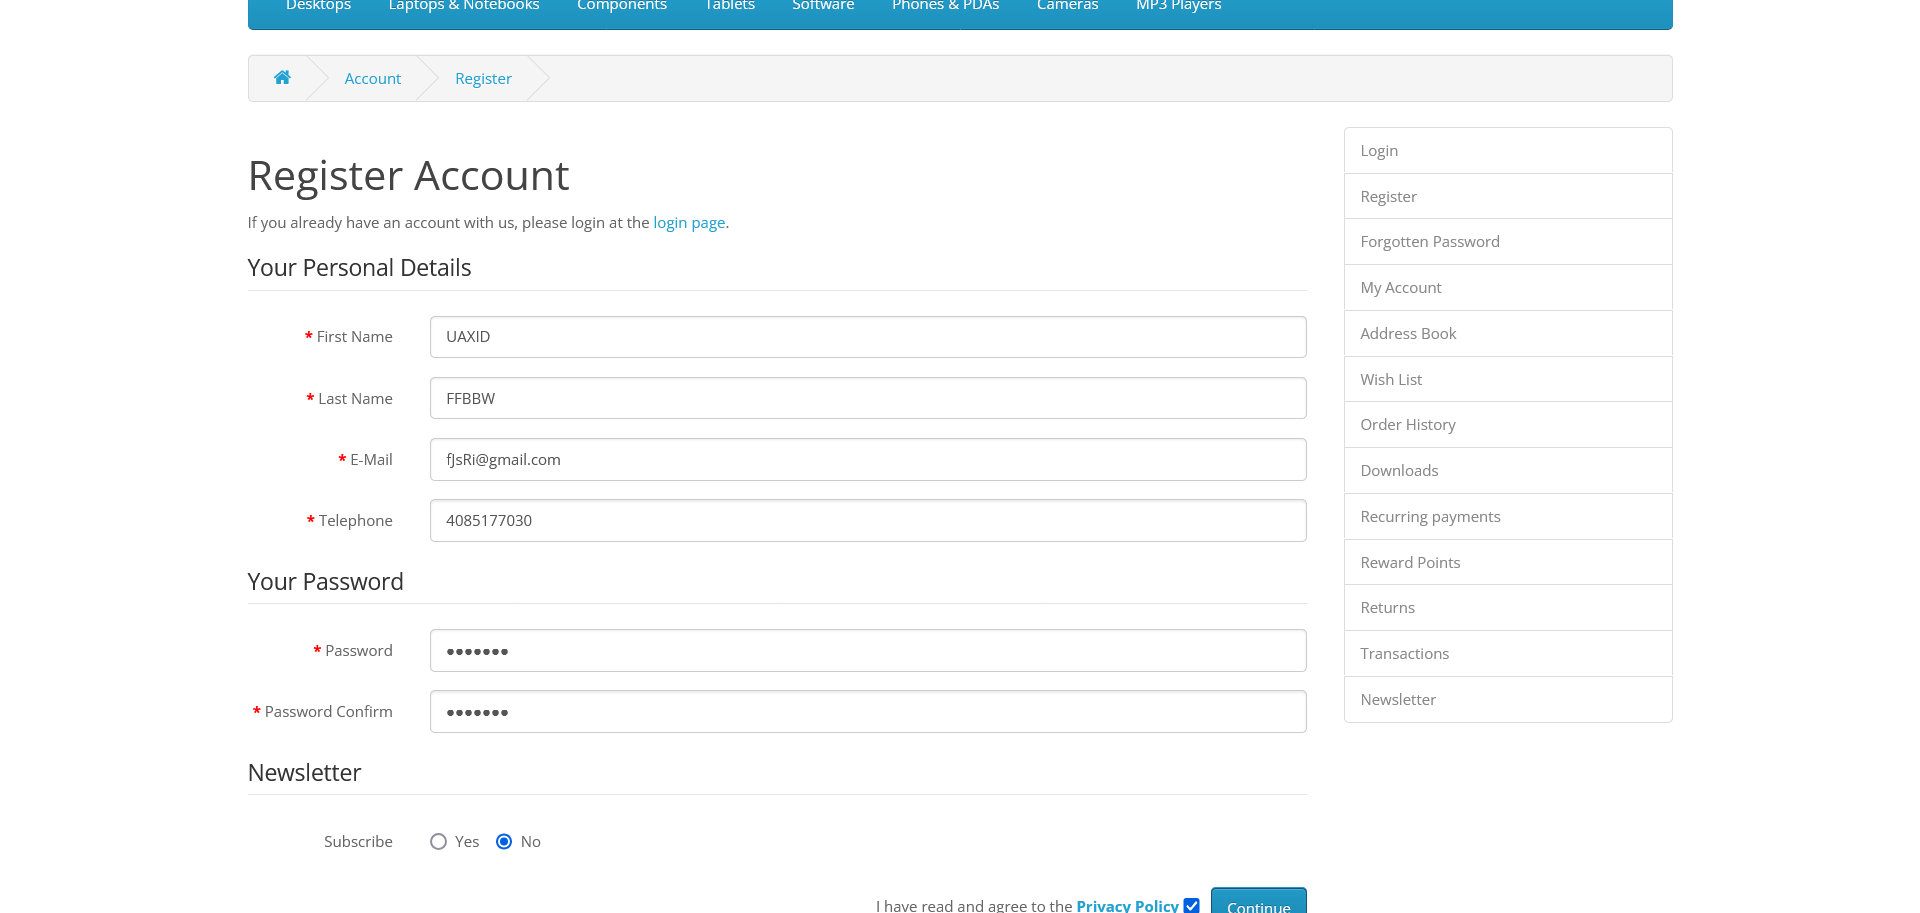 Desktops Laptops & Notebooks Components Tablets Software Phones & PDAs Cameras MP3 Players
Account Register
Register Account
If you already have an account with us, please login at the login page.
Your Personal Details
* First Name UAXID
* Last Name FFBBW
* E-Mail fJsRi@gmail.com
* Telephone 4085177030
Your Password
* Password •••••••
* Password Confirm •••••••
Newsletter
Subscribe Yes No
I have read and agree to the Privacy Policy Continue
Login
Register
Forgotten Password
My Account
Address Book
Wish List
Order History
Downloads
Recurring payments
Reward Points
Returns
Transactions
Newsletter